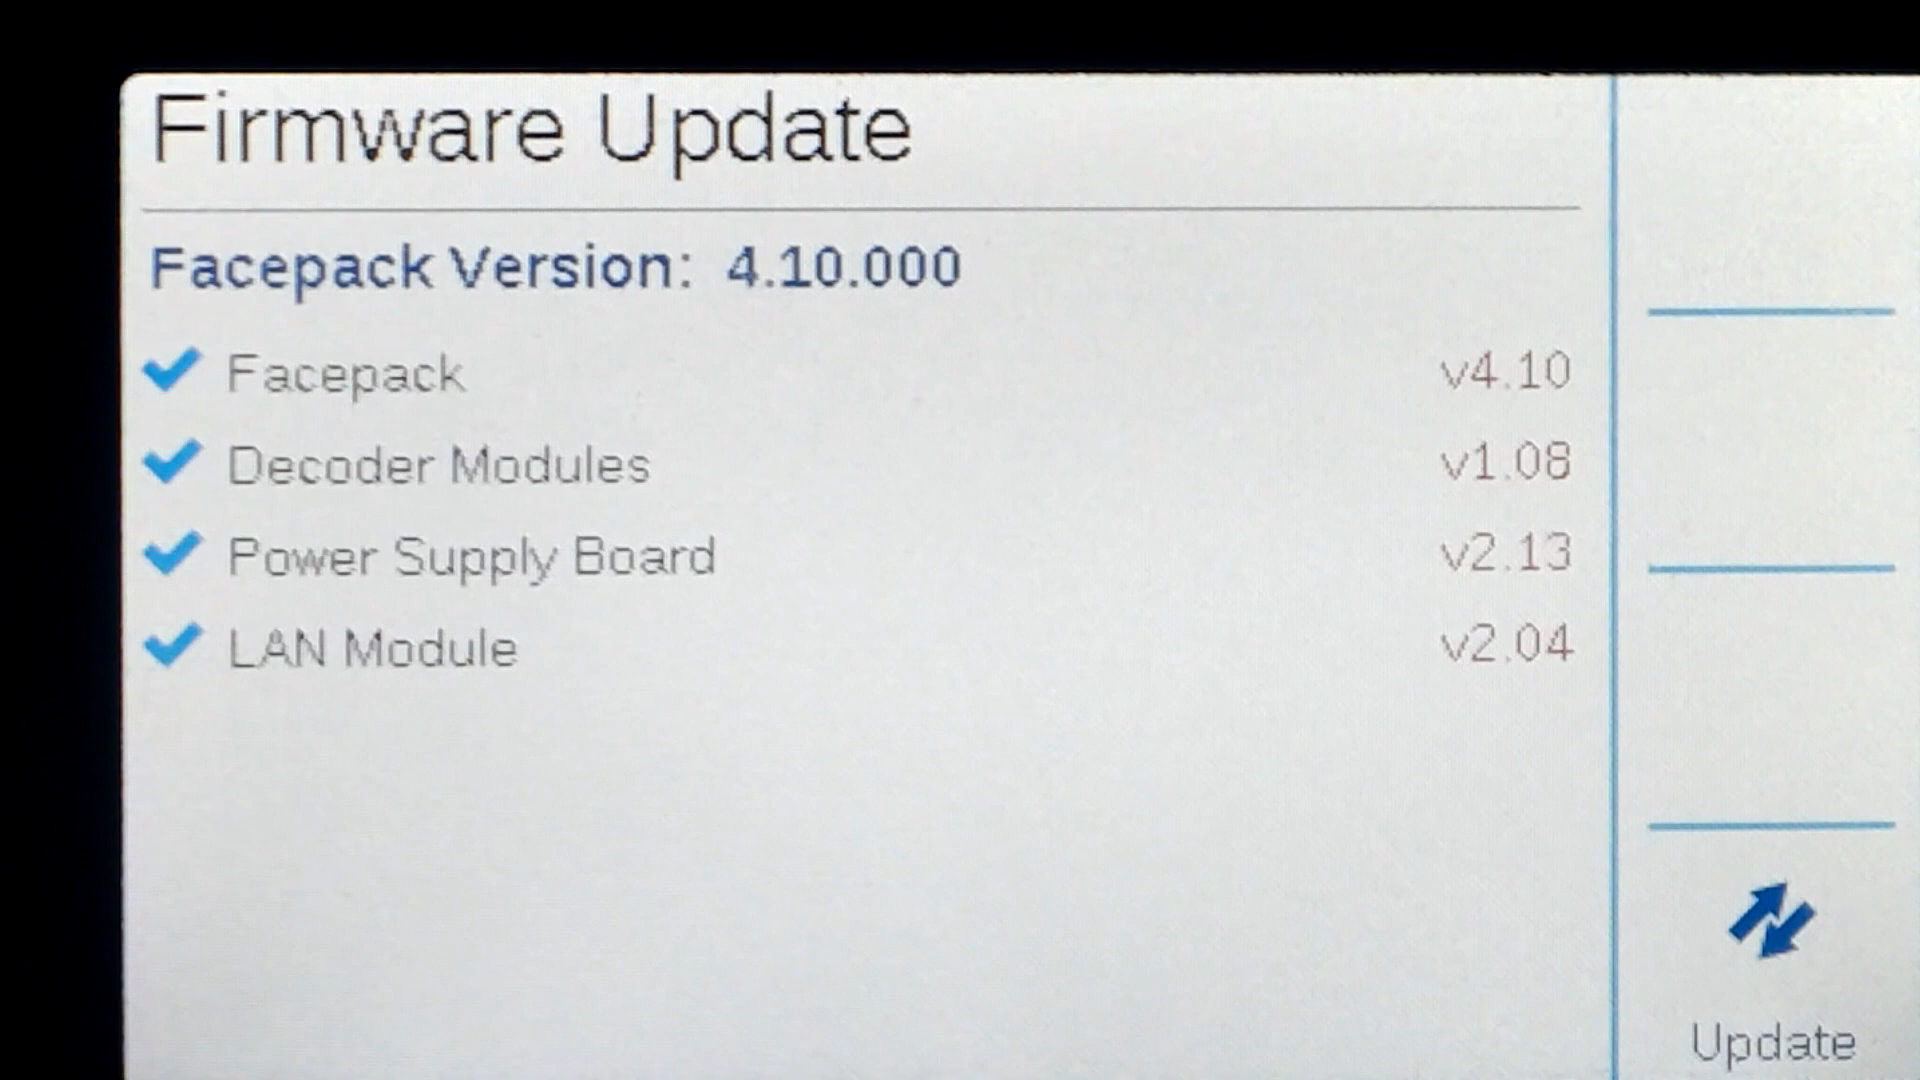 Firmware Update
Facepack Version: 4.10.000
Facepack v4.10
Decoder Modules v1.08
Power Supply Board v2.13
LAN Module v2.04
Update